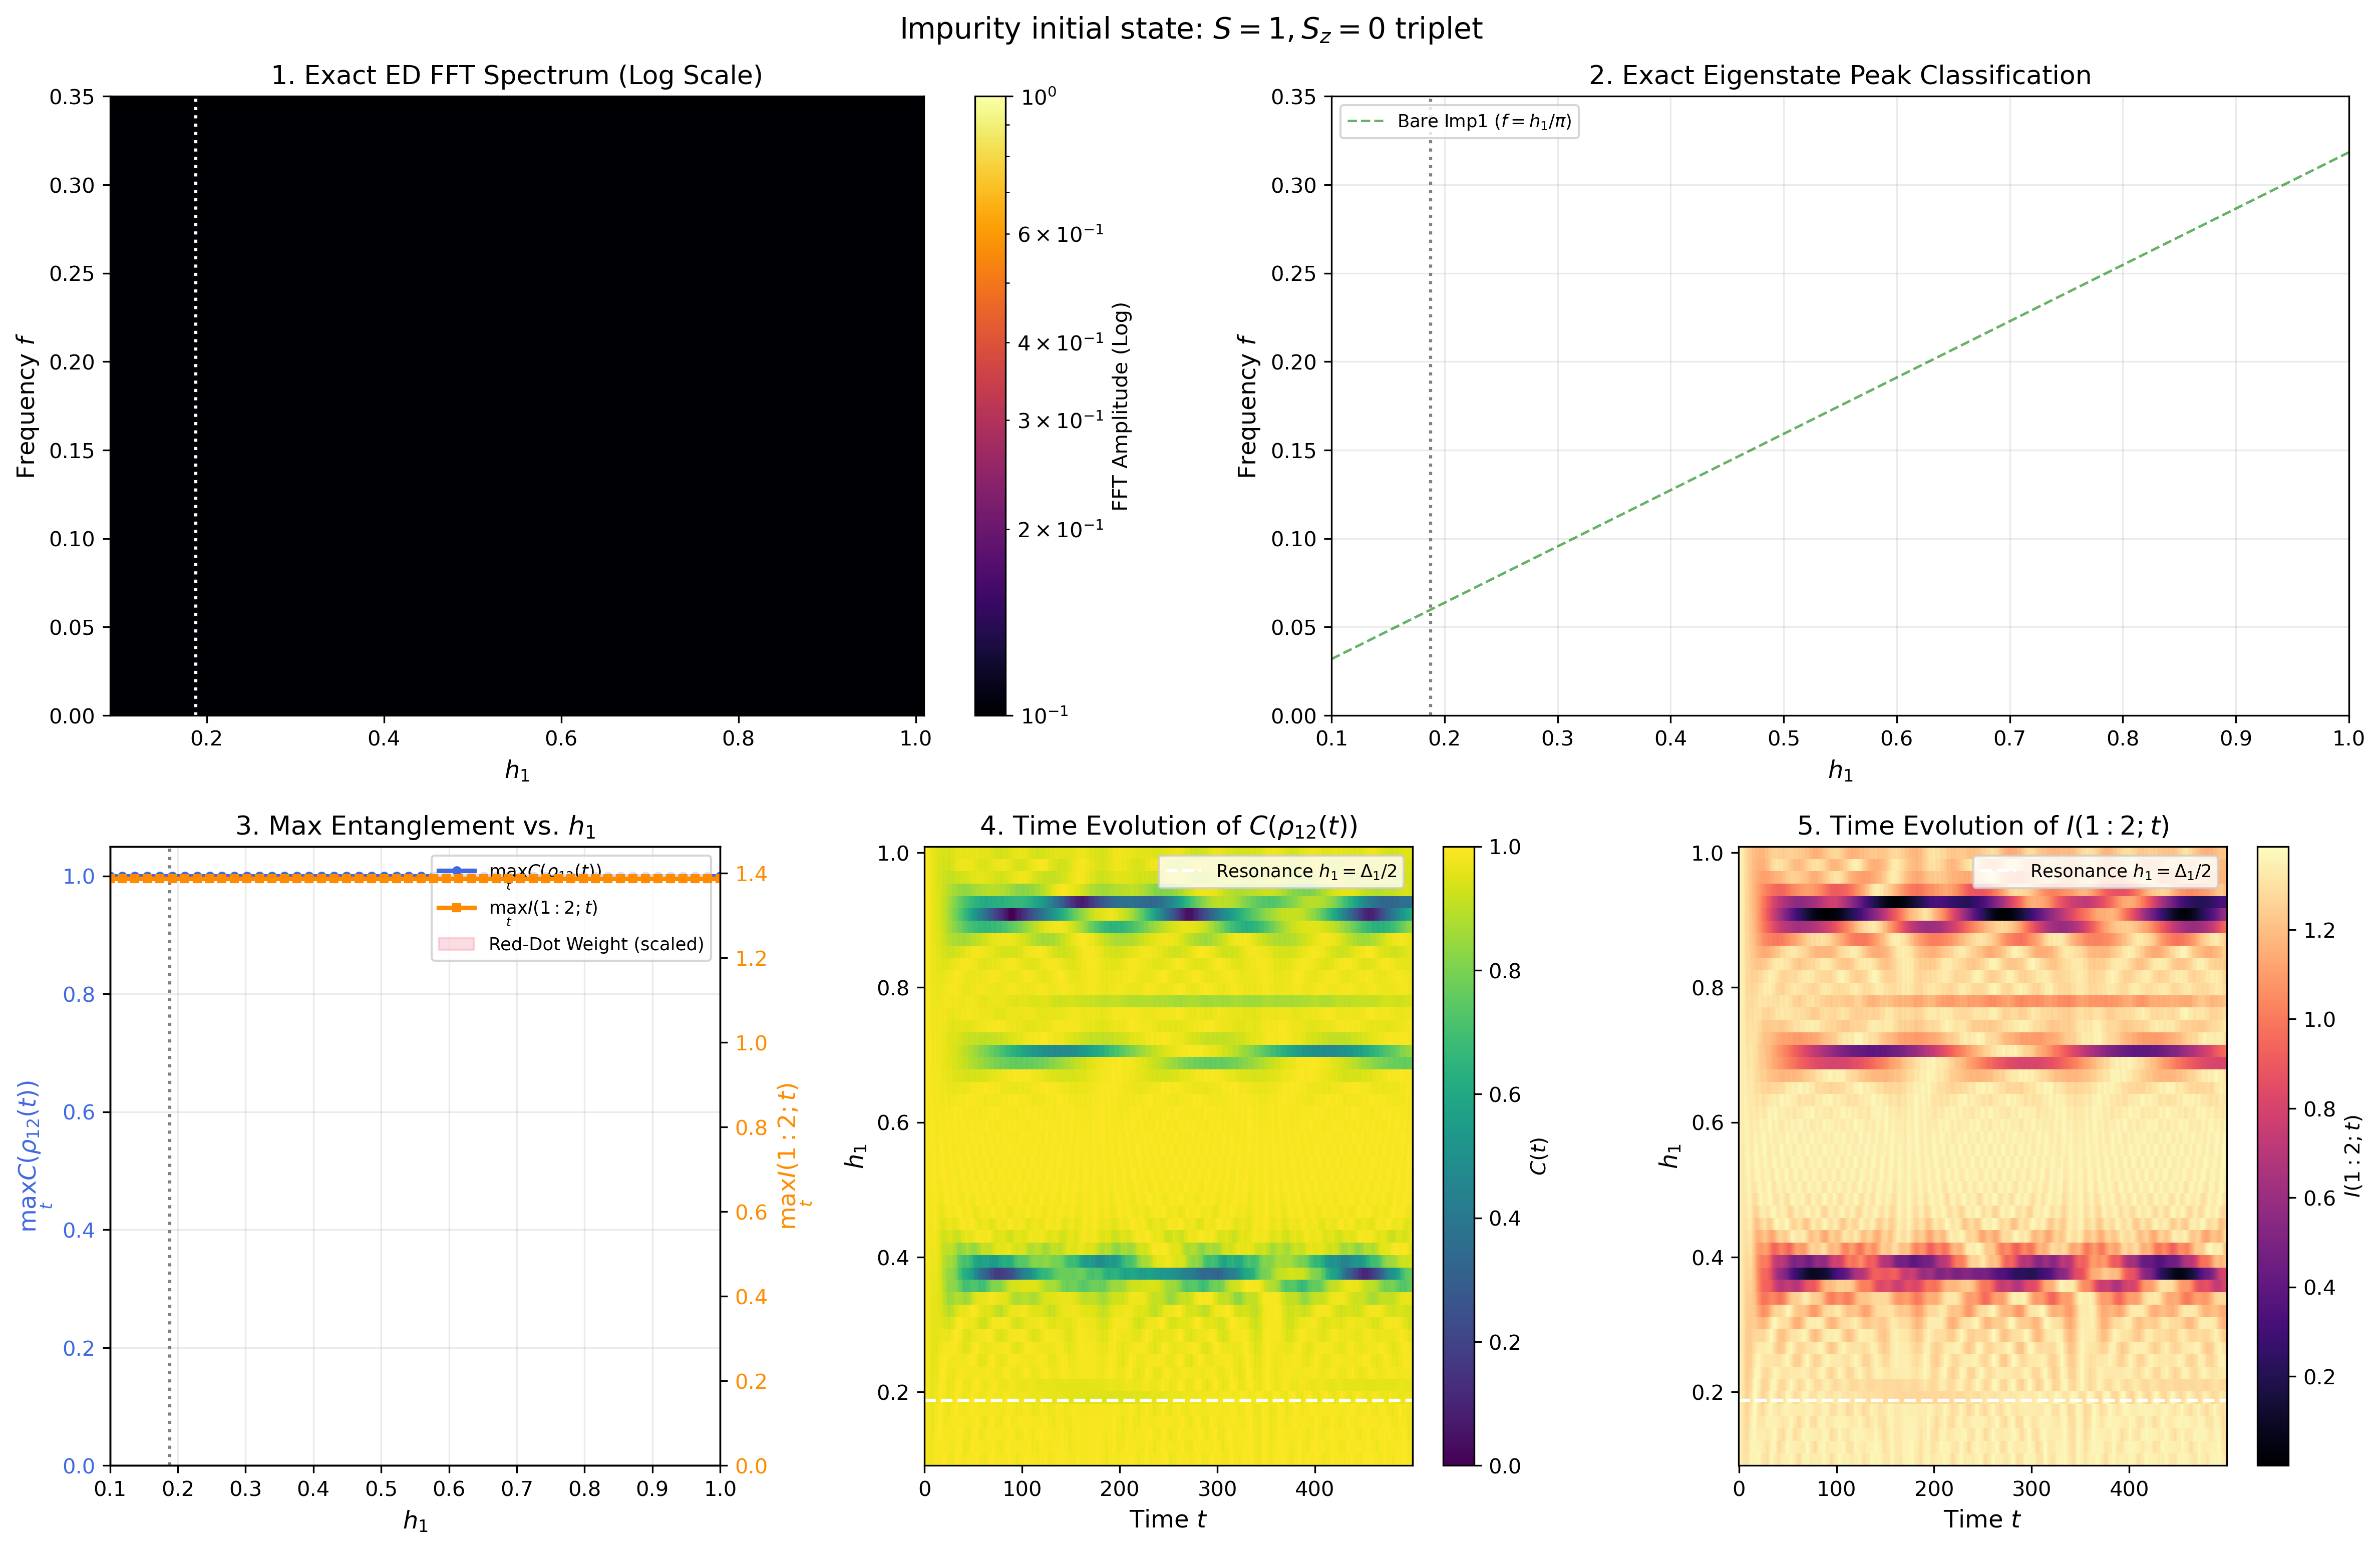 Impurity initial state: S = 1, S_z = 0 triplet
1. Exact ED FFT Spectrum (Log Scale)
0.35
0.30
0.25
0.20
0.15
0.10
0.05
0.00
Frequency f
0.2 0.4 0.6 0.8 1.0
h_1
10^0
6 × 10^{-1}
4 × 10^{-1}
3 × 10^{-1}
2 × 10^{-1}
10^{-1}
FFT Amplitude (Log)
2. Exact Eigenstate Peak Classification
Bare Imp1 (f = h_1/π)
0.35
0.30
0.25
0.20
0.15
0.10
0.05
0.00
Frequency f
0.1 0.2 0.3 0.4 0.5 0.6 0.7 0.8 0.9 1.0
h_1
3. Max Entanglement vs. h_1
max_t C(ρ_12(t))
max_t I(1 : 2; t)
Red-Dot Weight (scaled)
1.0
0.8
0.6
0.4
0.2
0.0
max_t C(ρ_12(t))
1.4
1.2
1.0
0.8
0.6
0.4
0.2
0.0
max_t I(1 : 2; t)
0.1 0.2 0.3 0.4 0.5 0.6 0.7 0.8 0.9 1.0
h_1
4. Time Evolution of C(ρ_12(t))
Resonance h_1 = Δ_1/2
1.0
0.8
0.6
0.4
0.2
h_1
0 100 200 300 400
Time t
1.0
0.8
0.6
0.4
0.2
0.0
C(t)
5. Time Evolution of I(1 : 2; t)
Resonance h_1 = Δ_1/2
1.0
0.8
0.6
0.4
0.2
h_1
0 100 200 300 400
Time t
1.2
1.0
0.8
0.6
0.4
0.2
I(1 : 2; t)